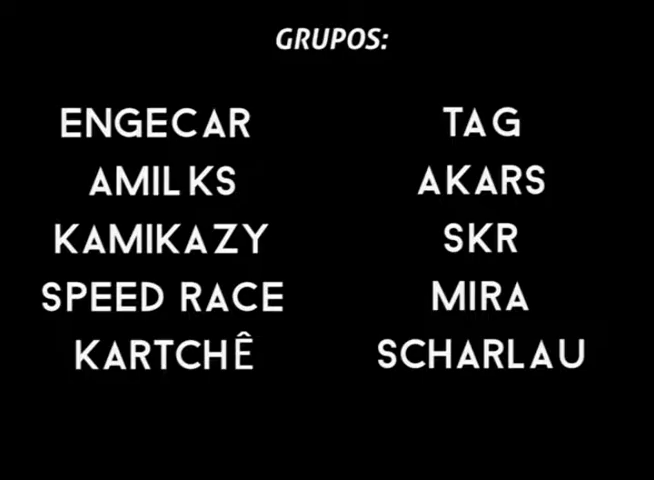 GRUPOS:
ENGECAR
AMILKS
KAMIKAZY
SPEED RACE
KARTCHÊ
TAG
AKARS
SKR
MIRA
SCHARLAU